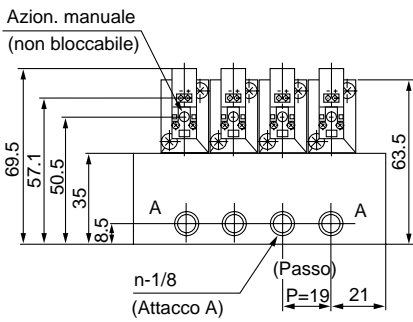 Azion. manuale
(non bloccabile)
69.5
57.1
50.5
35
8.5
63.5
A
A
n-1/8
(Attacco A)
(Passo)
P=19
21